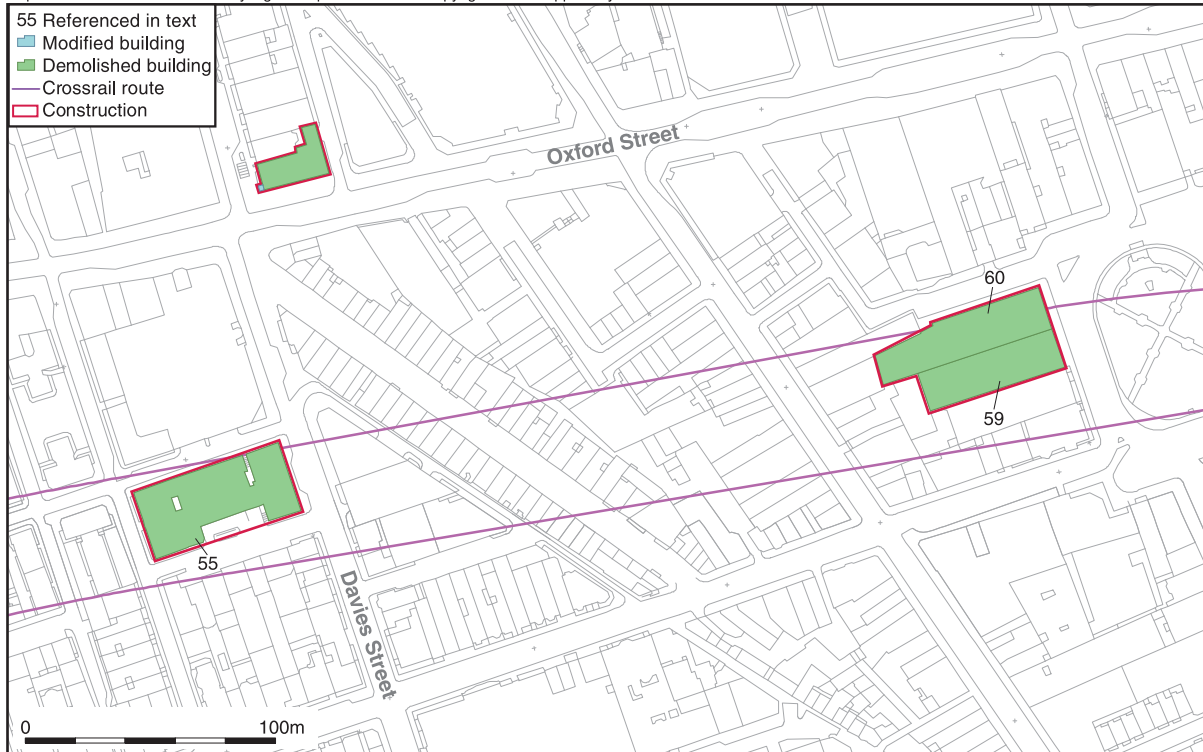 55 Referenced in text
Modified building
Demolished building
Crossrail route
Construction
Oxford Street
60
59
55
Davies Street
0 100m